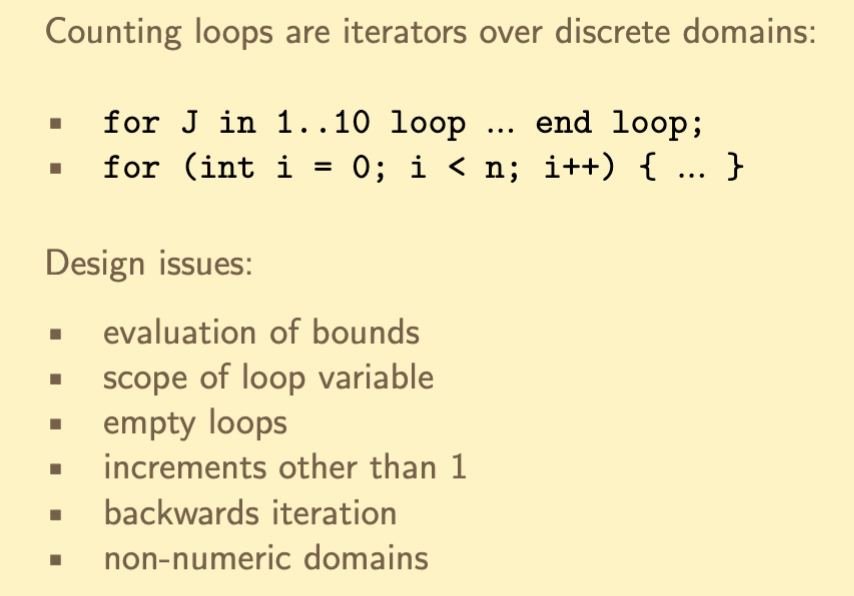 Counting loops are iterators over discrete domains:
▪ for J in 1..10 loop ... end loop;
▪ for (int i = 0; i < n; i++) { ... }
Design issues:
▪ evaluation of bounds
▪ scope of loop variable
▪ empty loops
▪ increments other than 1
▪ backwards iteration
▪ non-numeric domains